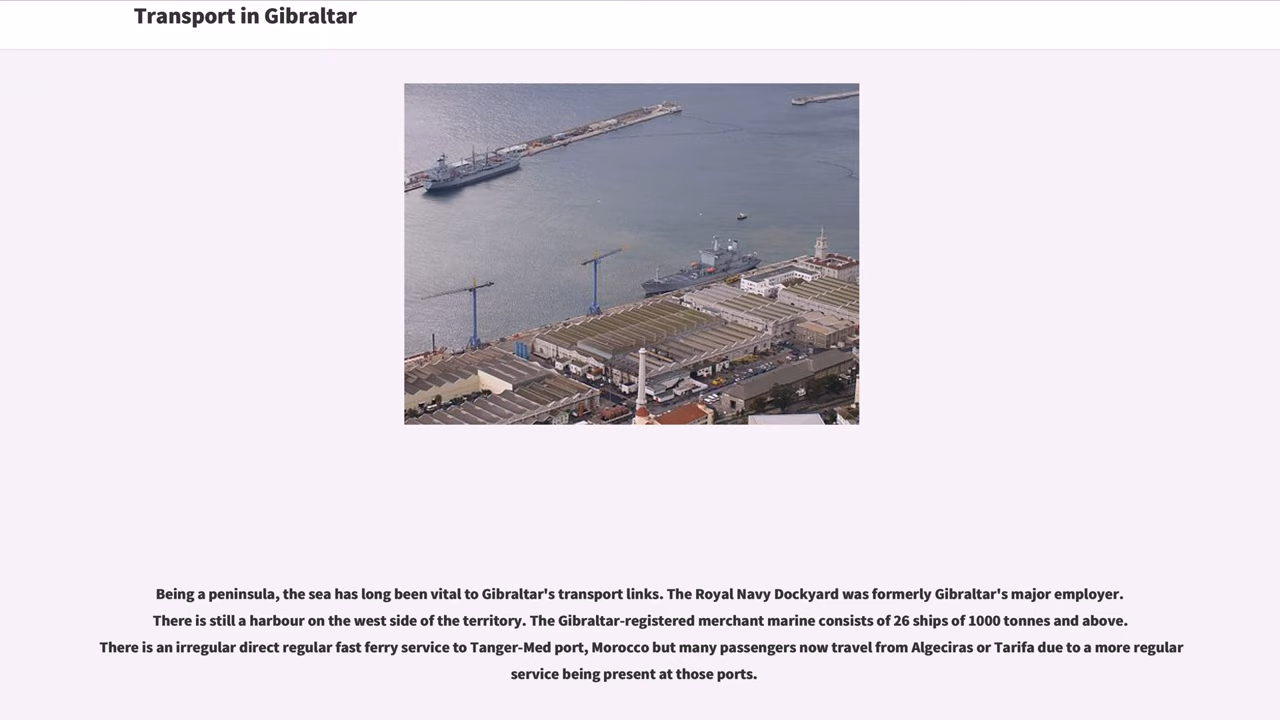 Transport in Gibraltar
Being a peninsula, the sea has long been vital to Gibraltar's transport links. The Royal Navy Dockyard was formerly Gibraltar's major employer.
There is still a harbour on the west side of the territory. The Gibraltar-registered merchant marine consists of 26 ships of 1000 tonnes and above.
There is an irregular direct regular fast ferry service to Tanger-Med port, Morocco but many passengers now travel from Algeciras or Tarifa due to a more regular
service being present at those ports.